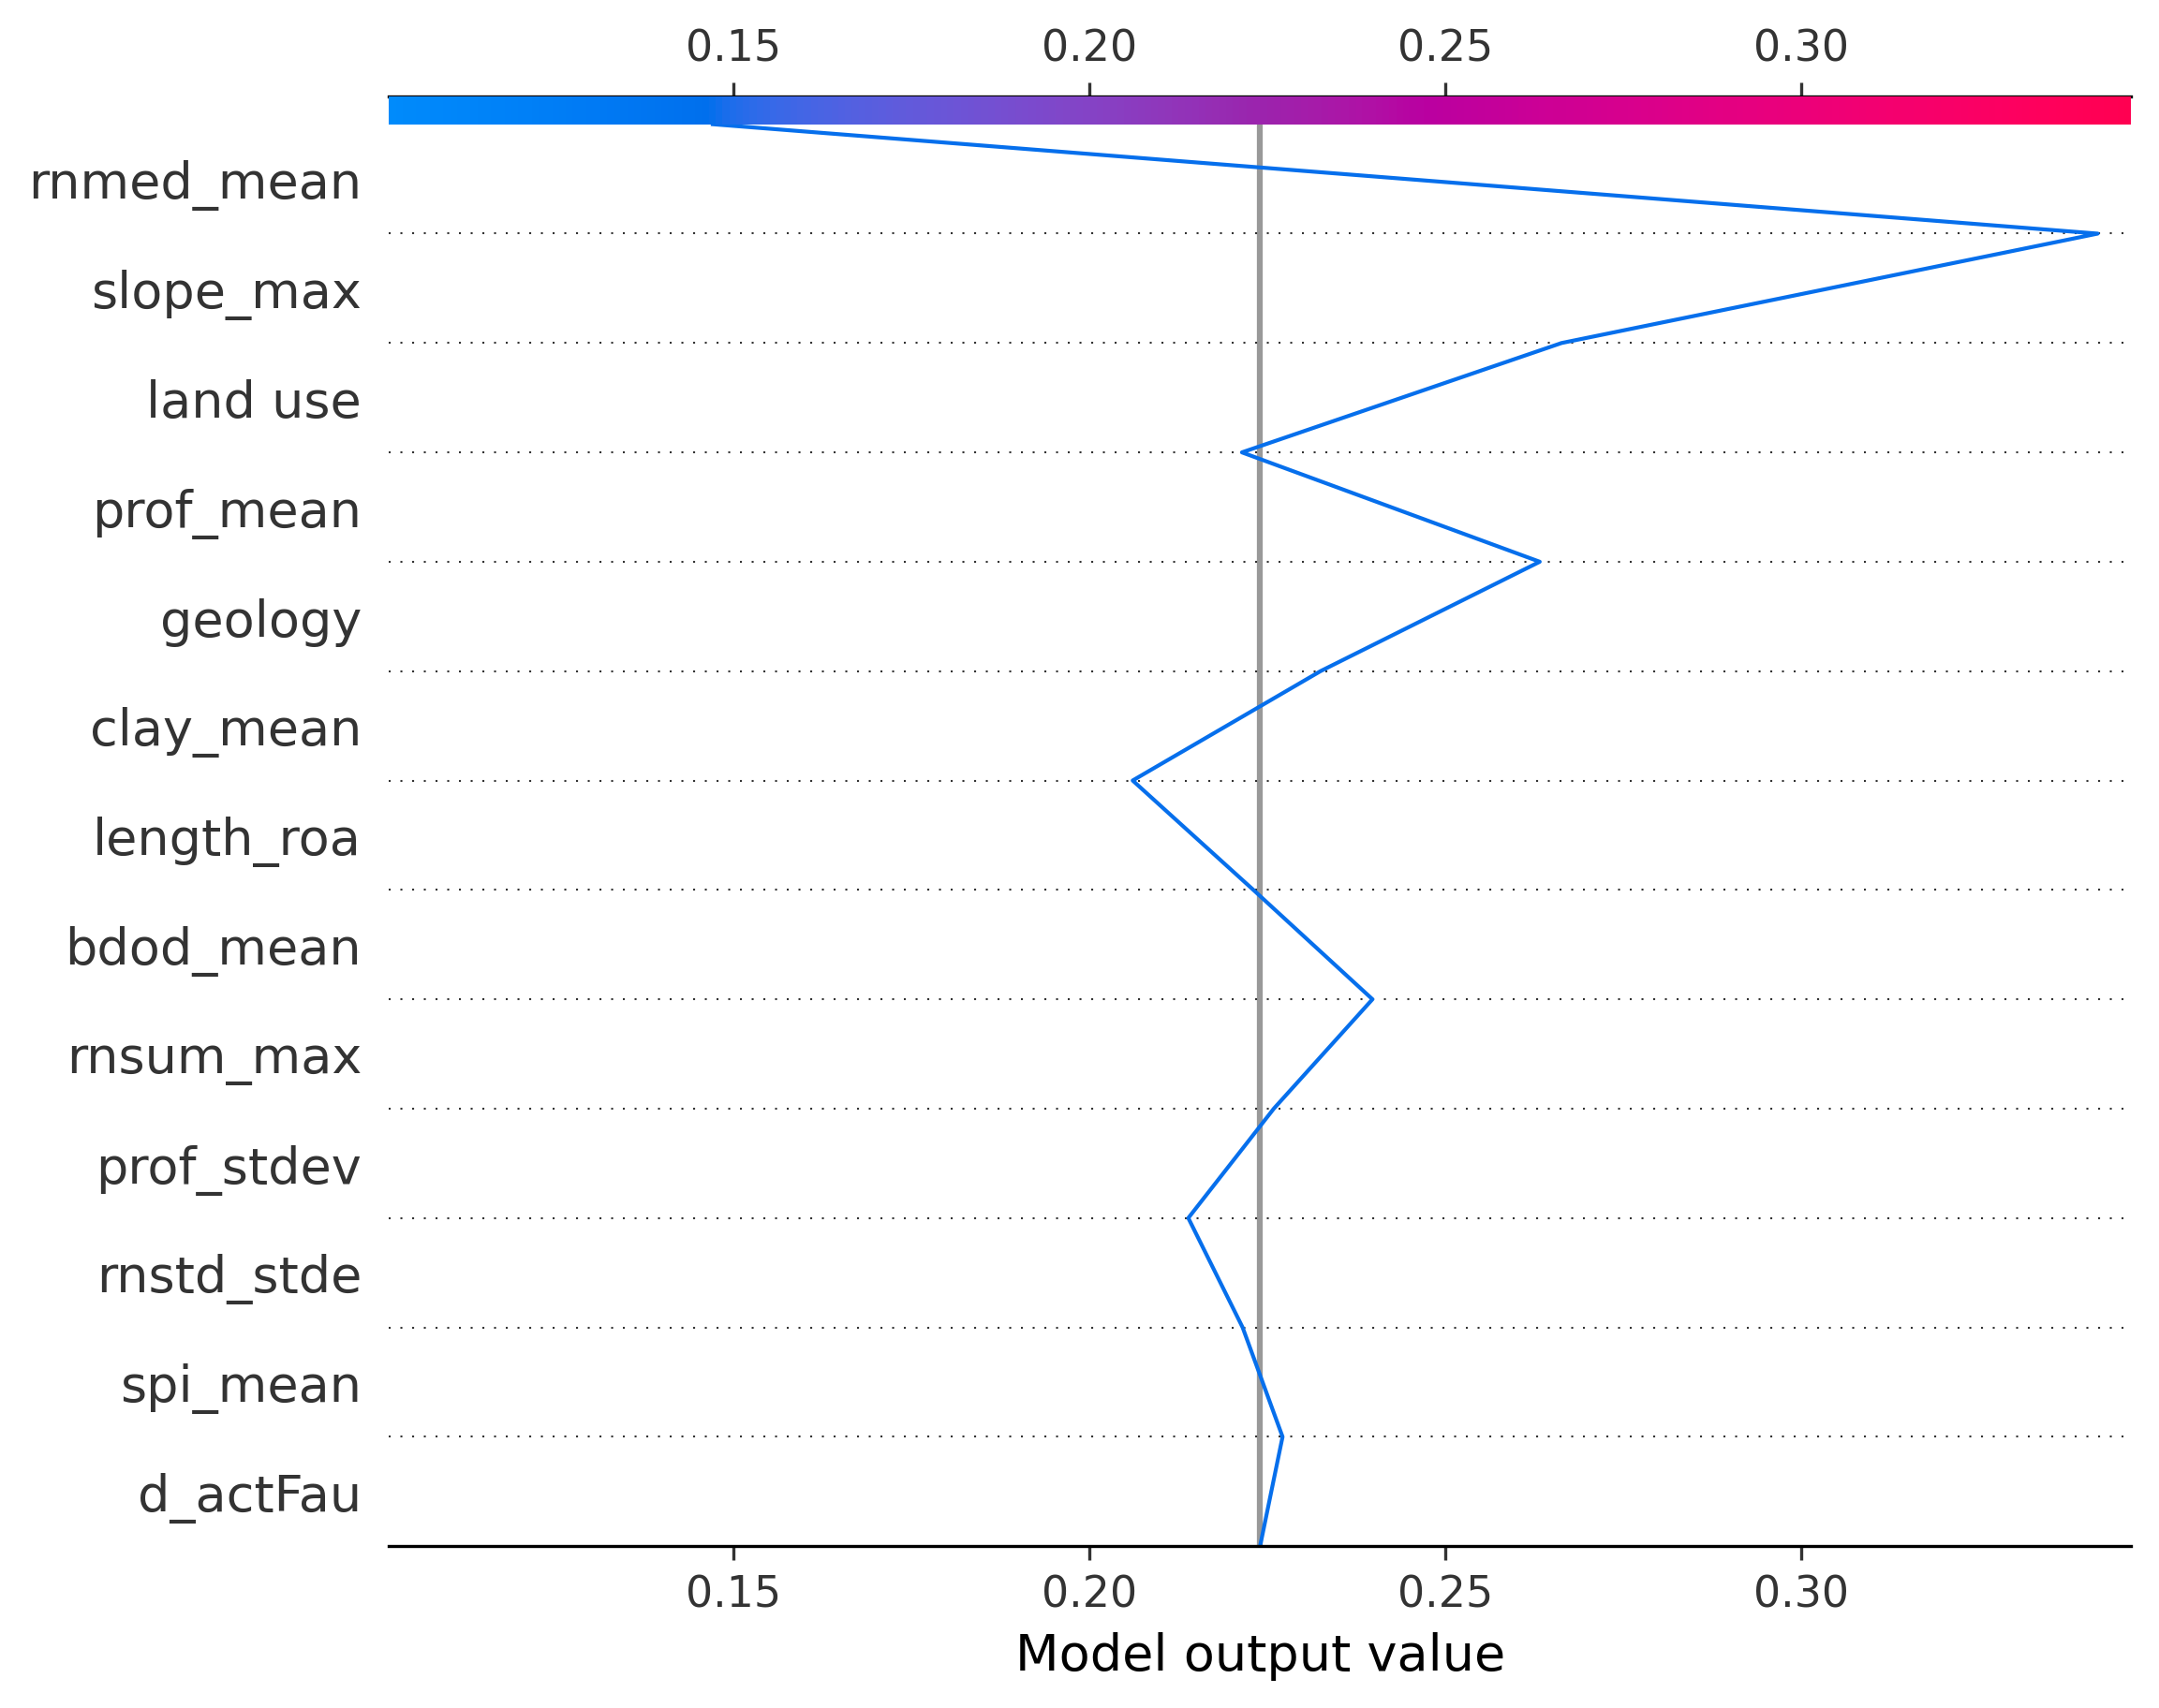 0.15 0.20 0.25 0.30
rnmed_mean
slope_max
land use
prof_mean
geology
clay_mean
length_roa
bdod_mean
rnsum_max
prof_stdev
rnstd_stde
spi_mean
d_actFau
0.15 0.20 0.25 0.30
Model output value